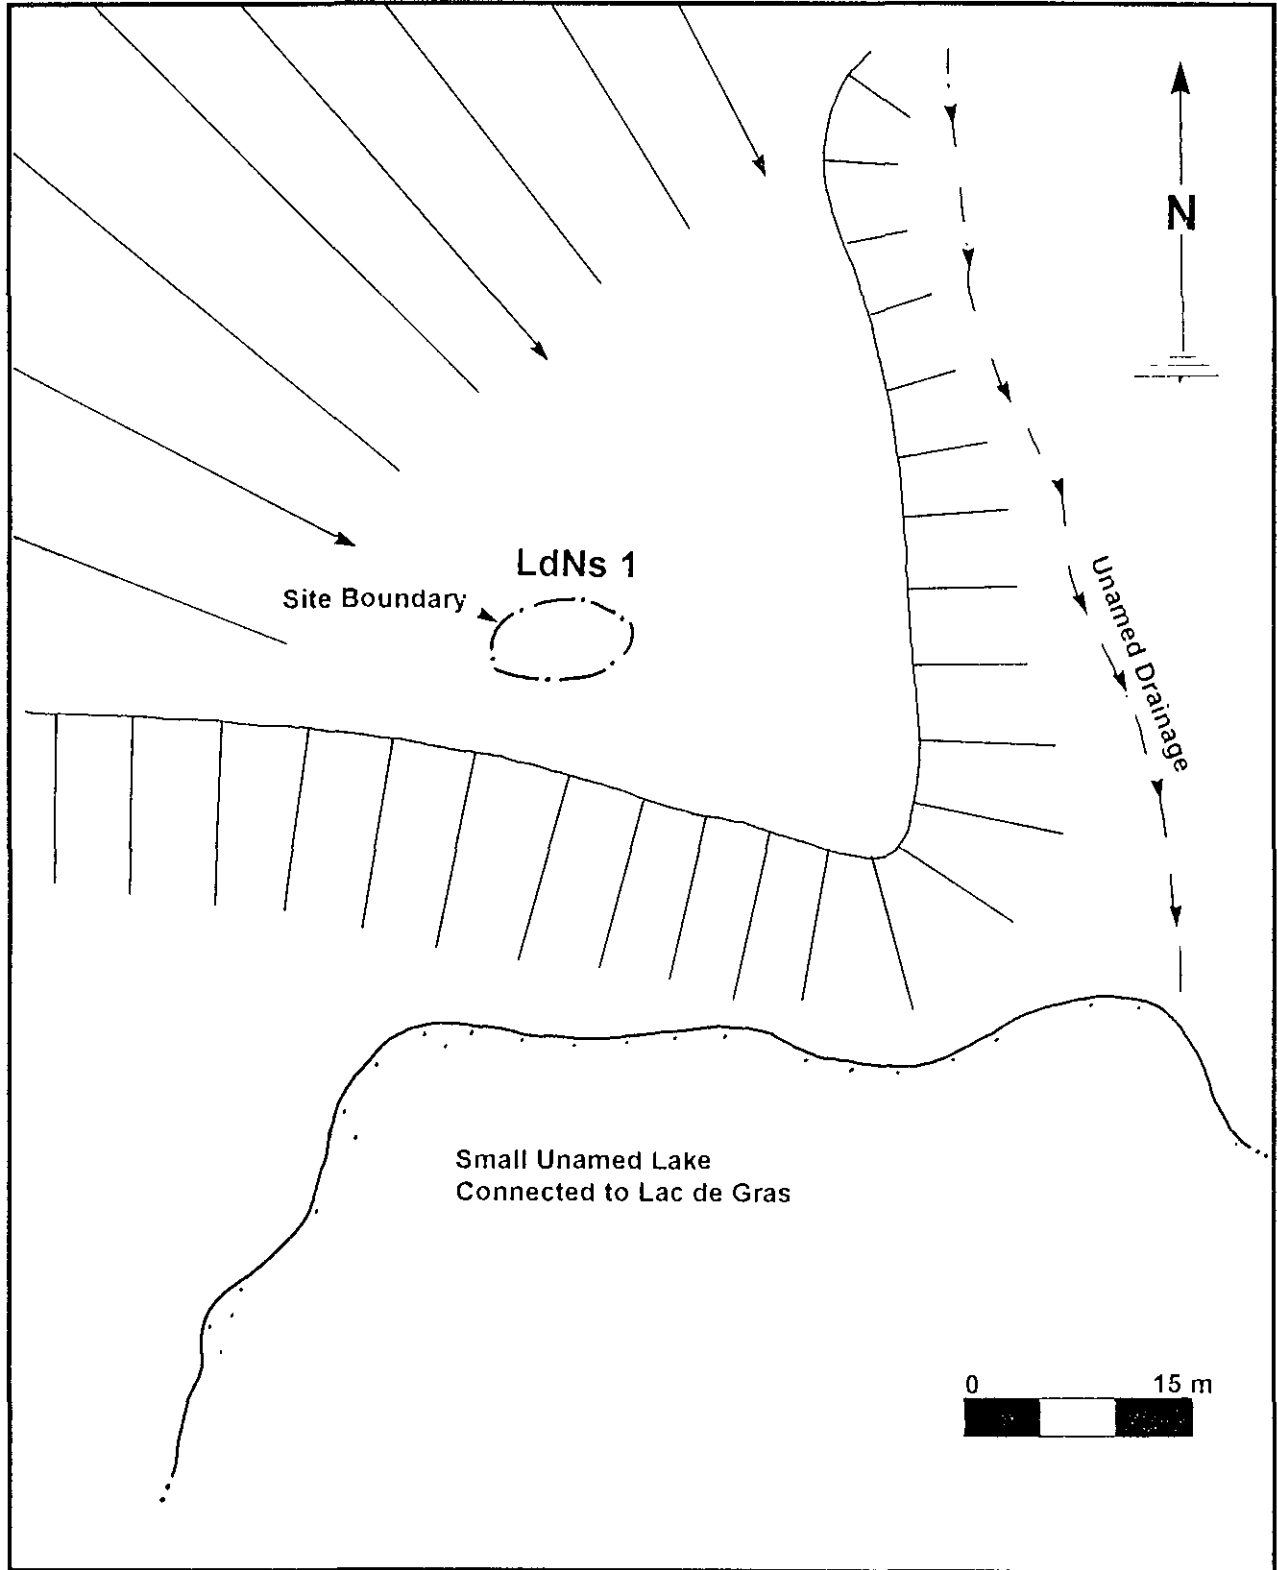 N
LdNs 1
Site Boundary
Unamed Drainage
Small Unamed Lake
Connected to Lac de Gras
0 15 m